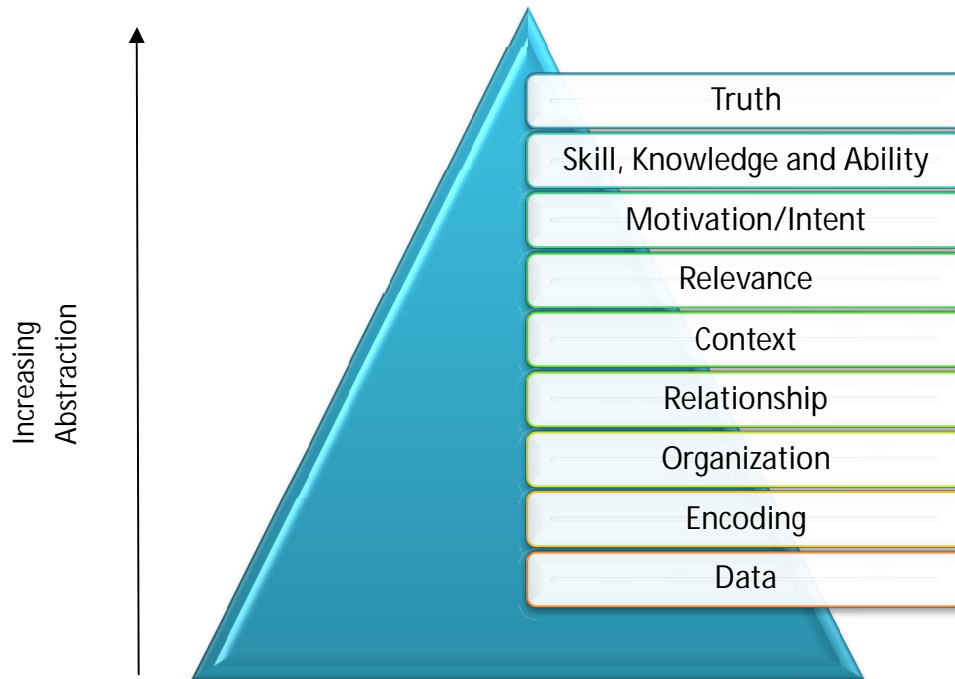 Truth
Skill, Knowledge and Ability
Motivation/Intent
Relevance
Context
Relationship
Organization
Encoding
Data
Increasing
Abstraction